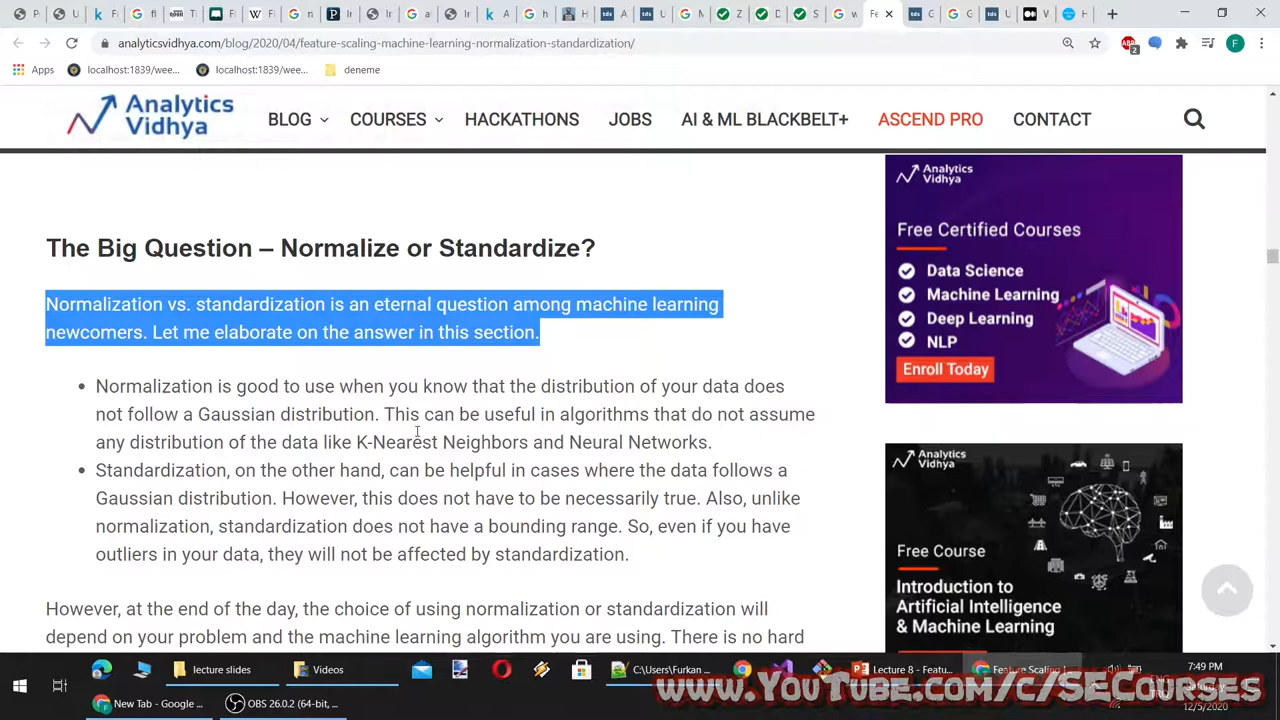 analyticsvidhya.com/blog/2020/04/feature-scaling-machine-learning-normalization-standardization/
Apps
localhost:1839/wee...
localhost:1839/wee...
deneme
Analytics
Vidhya
BLOG
COURSES
HACKATHONS
JOBS
AI & ML BLACKBELT+
ASCEND PRO
CONTACT
The Big Question – Normalize or Standardize?
Normalization vs. standardization is an eternal question among machine learning
newcomers. Let me elaborate on the answer in this section.
• Normalization is good to use when you know that the distribution of your data does
not follow a Gaussian distribution. This can be useful in algorithms that do not assume
any distribution of the data like K-Nearest Neighbors and Neural Networks.
• Standardization, on the other hand, can be helpful in cases where the data follows a
Gaussian distribution. However, this does not have to be necessarily true. Also, unlike
normalization, standardization does not have a bounding range. So, even if you have
outliers in your data, they will not be affected by standardization.
However, at the end of the day, the choice of using normalization or standardization will
depend on your problem and the machine learning algorithm you are using. There is no hard
Analytics
Vidhya
Free Certified Courses
Data Science
Machine Learning
Deep Learning
NLP
Enroll Today
Analytics
Vidhya
Free Course
Introduction to
Artificial Intelligence
& Machine Learning
lecture slides
Videos
C:\Users\Furkan ...
Lecture 8 - Featu...
Feature Scaling
7:49 PM
12/5/2020
New Tab - Google ...
OBS 26.0.2 (64-bit, ...
www.YouTube.com/c/SECourses